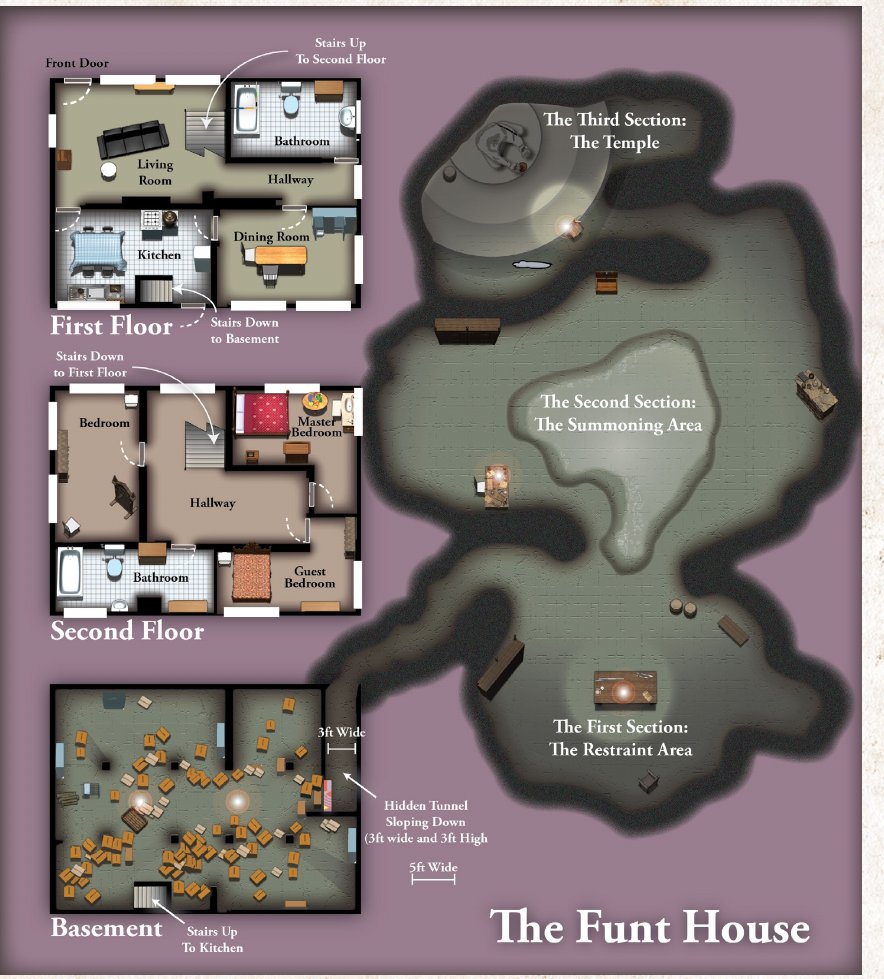 Front Door
Stairs Up
To Second Floor
Bathroom
Living
Room
Hallway
Kitchen
Dining Room
First Floor
Stairs Down
to Basement
Stairs Down
to First Floor
Bedroom
Master
Bedroom
Hallway
Bathroom
Guest
Bedroom
Second Floor
3ft Wide
Hidden Tunnel
Sloping Down
(3ft wide and 3ft High
5ft Wide
Basement
Stairs Up
To Kitchen
The Third Section:
The Temple
The Second Section:
The Summoning Area
The First Section:
The Restraint Area
The Funt House